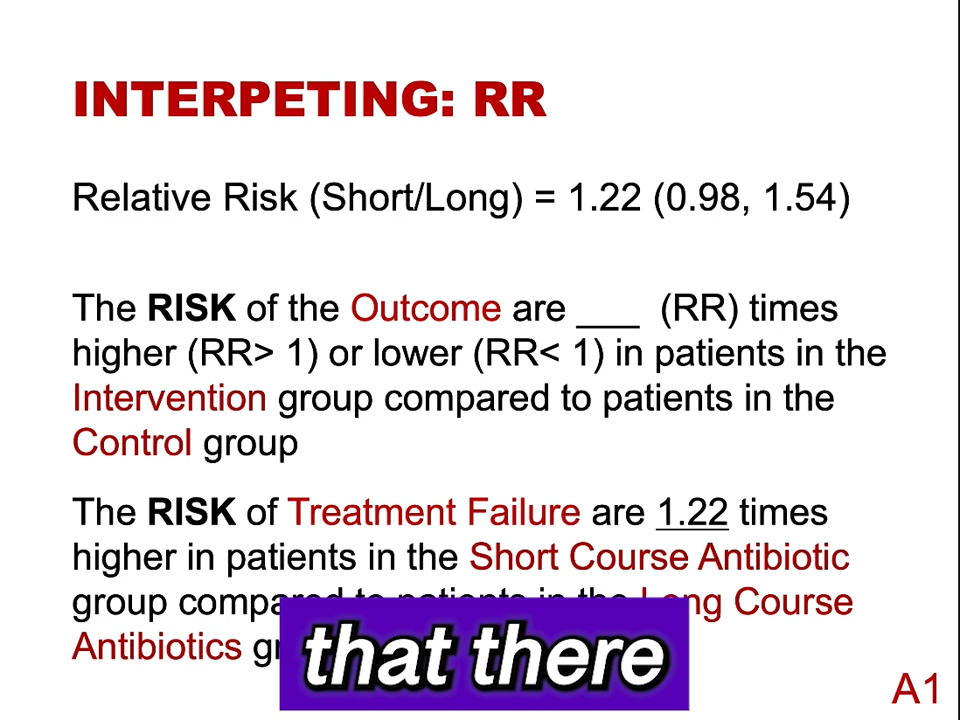 INTERPETING: RR
Relative Risk (Short/Long) = 1.22 (0.98, 1.54)
The RISK of the Outcome are ___ (RR) times
higher (RR> 1) or lower (RR< 1) in patients in the
Intervention group compared to patients in the
Control group
The RISK of Treatment Failure are 1.22 times
higher in patients in the Short Course Antibiotic
group compared to patients in the Long Course
Antibiotics
that there
A1